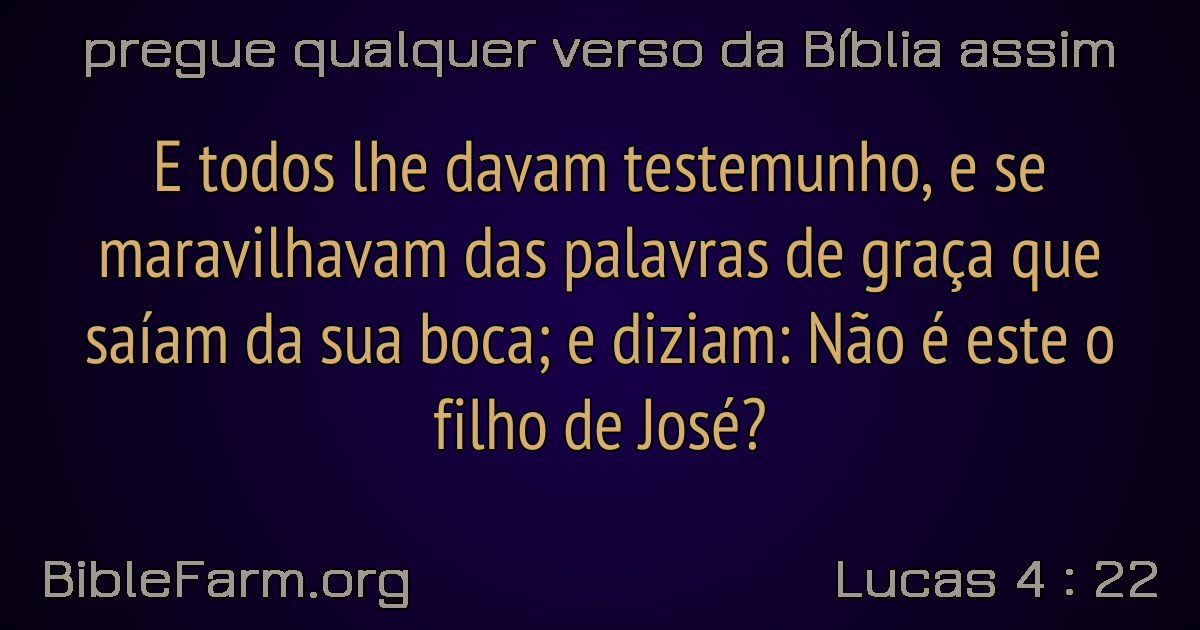 pregue qualquer verso da Bíblia assim
E todos lhe davam testemunho, e se
maravilhavam das palavras de graça que
saíam da sua boca; e diziam: Não é este o
filho de José?
BibleFarm.org
Lucas 4 : 22